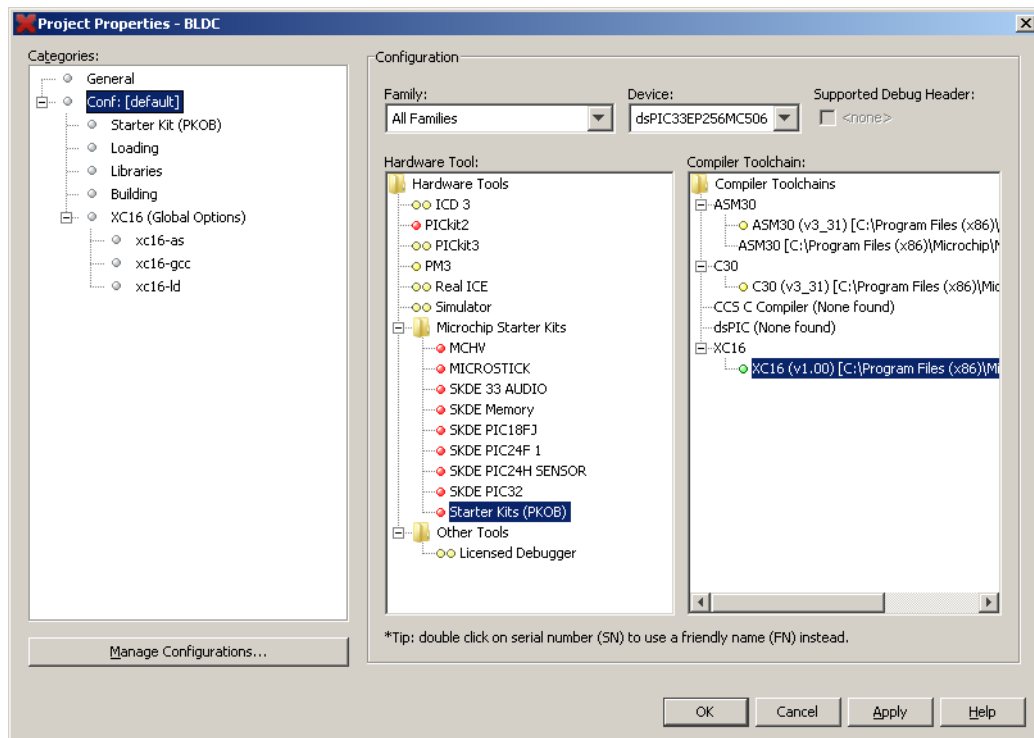 Project Properties - BLDC
Categories:
General
Conf: [default]
Starter Kit (PKOB)
Loading
Libraries
Building
XC16 (Global Options)
xc16-as
xc16-gcc
xc16-ld
Manage Configurations...
Configuration
Family:
All Families
Device:
dsPIC33EP256MC506
Supported Debug Header:
<none>
Hardware Tool:
Hardware Tools
ICD 3
PICkit2
PICkit3
PM3
Real ICE
Simulator
Microchip Starter Kits
MCHV
MICROSTICK
SKDE 33 AUDIO
SKDE Memory
SKDE PIC18FJ
SKDE PIC24F 1
SKDE PIC24H SENSOR
SKDE PIC32
Starter Kits (PKOB)
Other Tools
Licensed Debugger
Compiler Toolchain:
Compiler Toolchains
ASM30
ASM30 (v3_31) [C:\Program Files (x86)\
ASM30 [C:\Program Files (x86)\Microchip\M
C30
C30 (v3_31) [C:\Program Files (x86)\Mic
CCS C Compiler (None found)
dsPIC (None found)
XC16
XC16 (v1.00) [C:\Program Files (x86)\Mi
*Tip: double click on serial number (SN) to use a friendly name (FN) instead.
OK
Cancel
Apply
Help